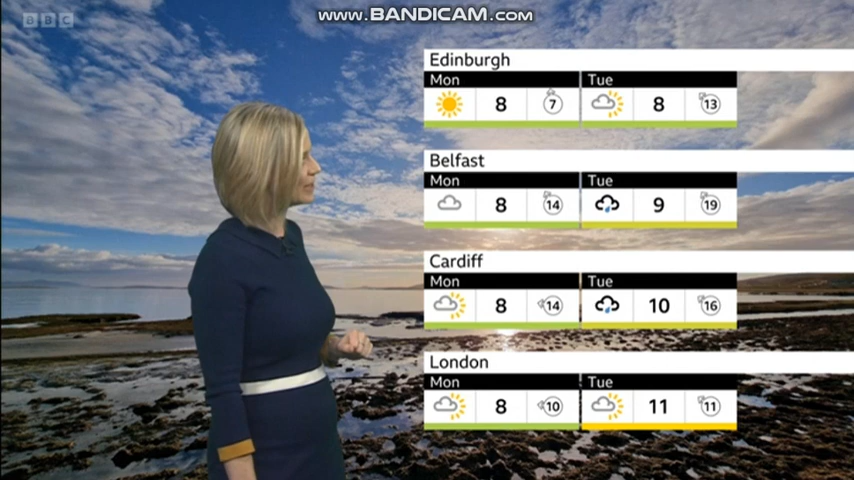 BBC
www.BANDICAM.com
Edinburgh
Mon Tue
8 7 8 13
Belfast
Mon Tue
8 14 9 19
Cardiff
Mon Tue
8 14 10 16
London
Mon Tue
8 10 11 11